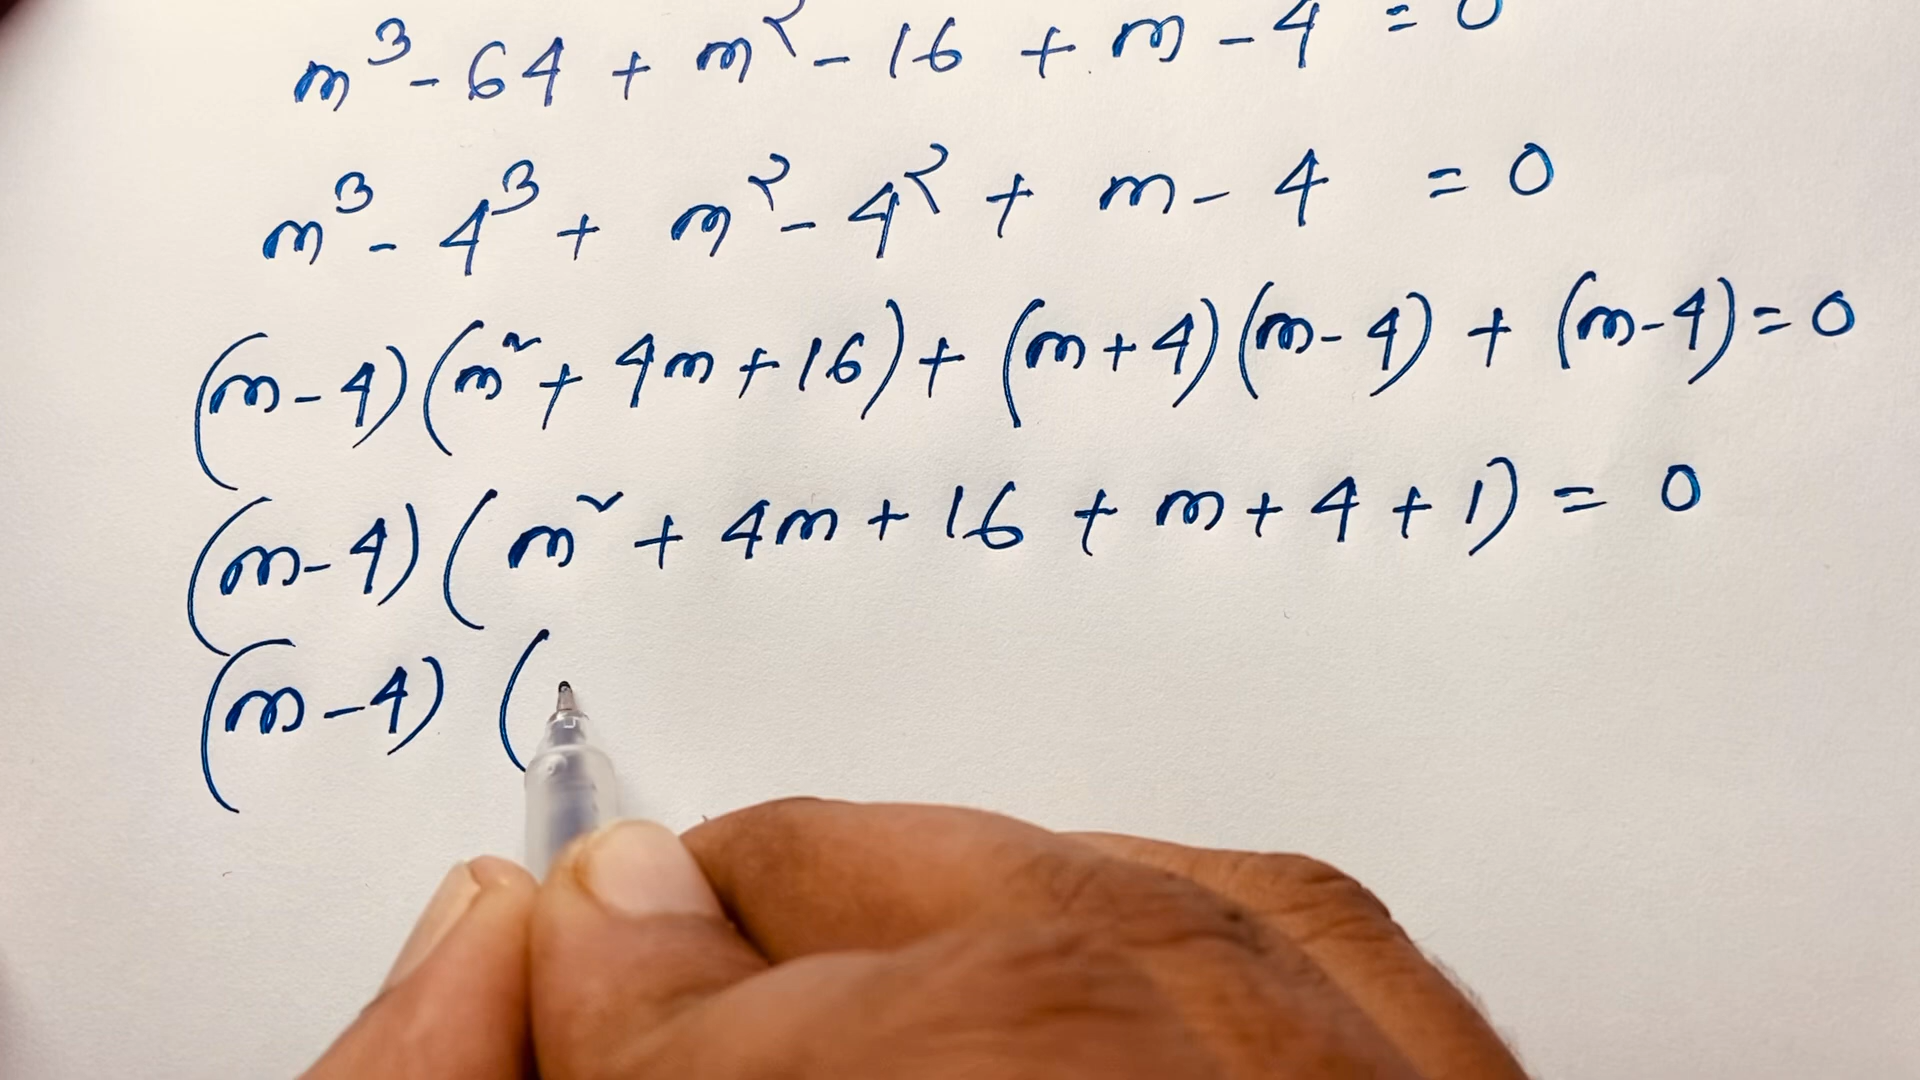 m³ - 64 + m² - 16 + m - 4 = 0
m³ - 4³ + m² - 4² + m - 4 = 0
(m - 4)(m² + 4m + 16) + (m + 4)(m - 4) + (m - 4) = 0
(m - 4)(m² + 4m + 16 + m + 4 + 1) = 0
(m - 4) (